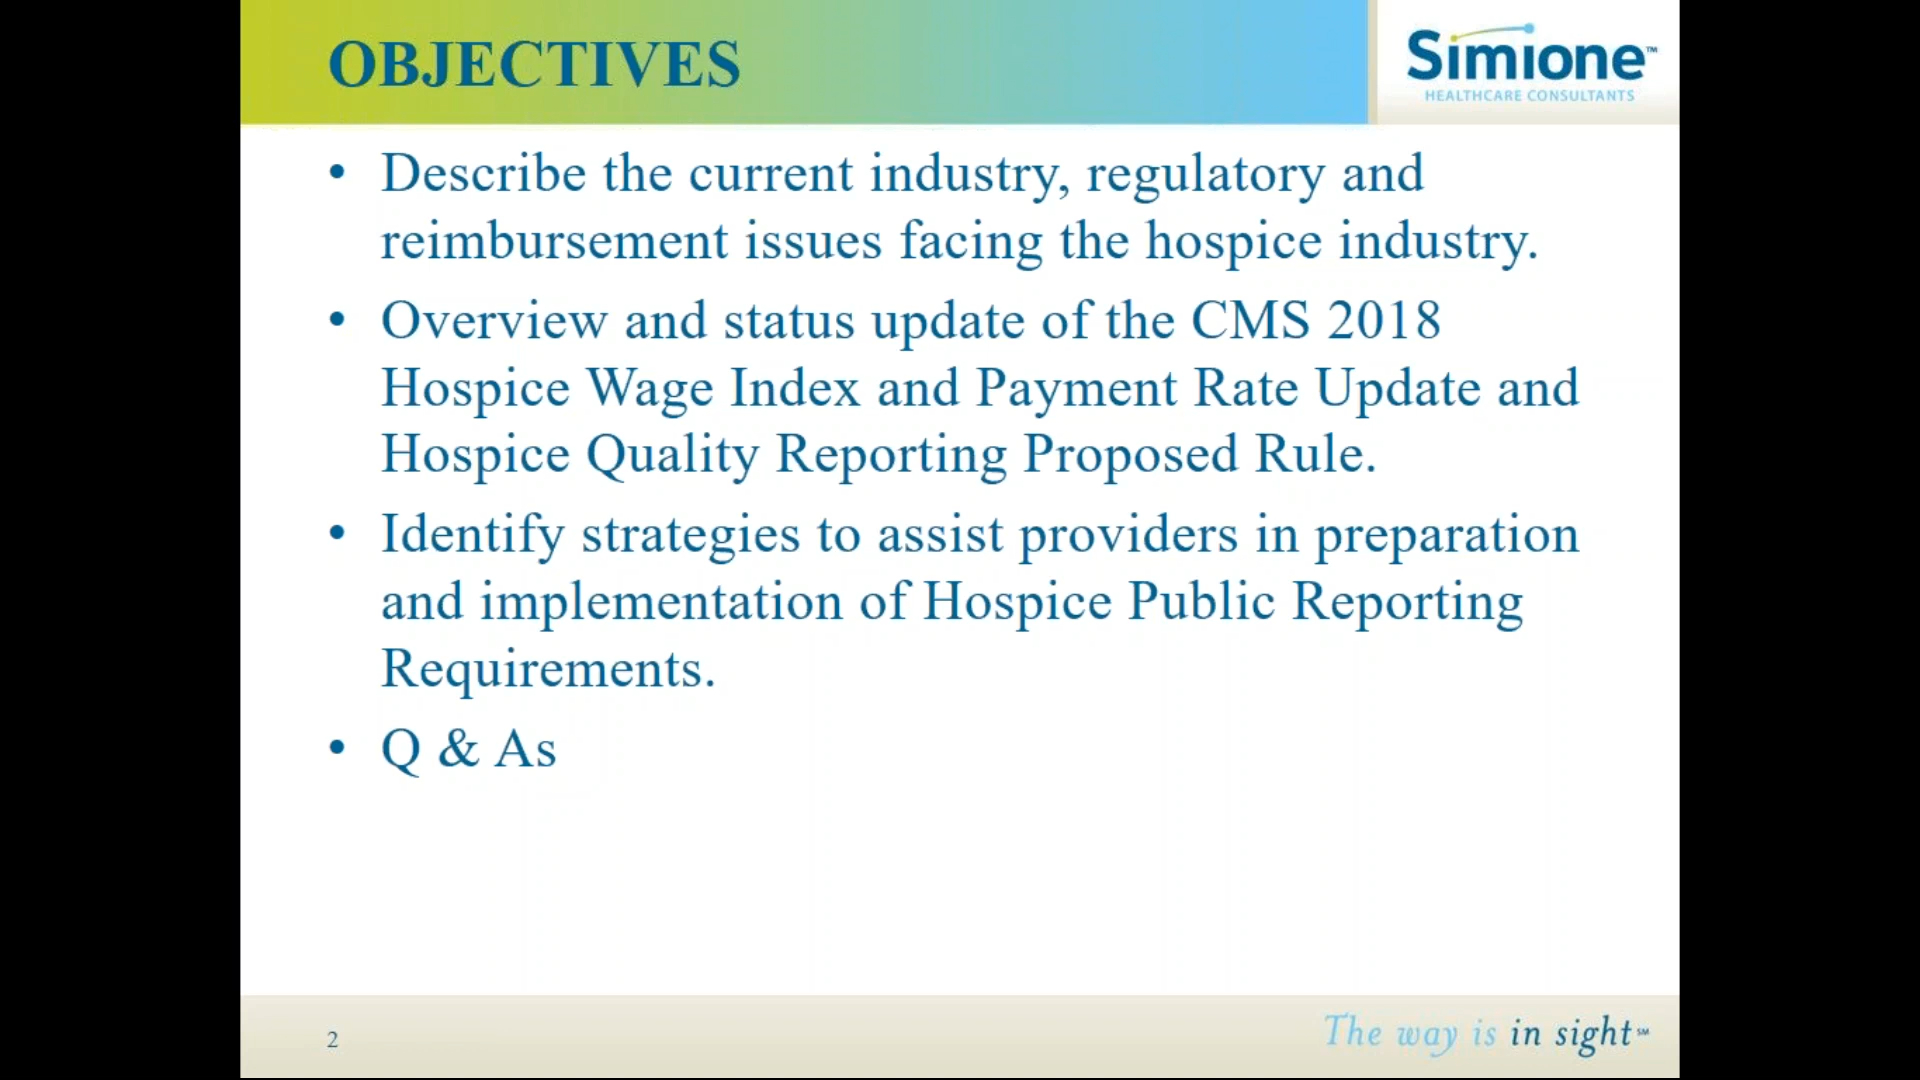 OBJECTIVES
Simione™
HEALTHCARE CONSULTANTS
• Describe the current industry, regulatory and
reimbursement issues facing the hospice industry.
• Overview and status update of the CMS 2018
Hospice Wage Index and Payment Rate Update and
Hospice Quality Reporting Proposed Rule.
• Identify strategies to assist providers in preparation
and implementation of Hospice Public Reporting
Requirements.
• Q & As
2
The way is in sight℠